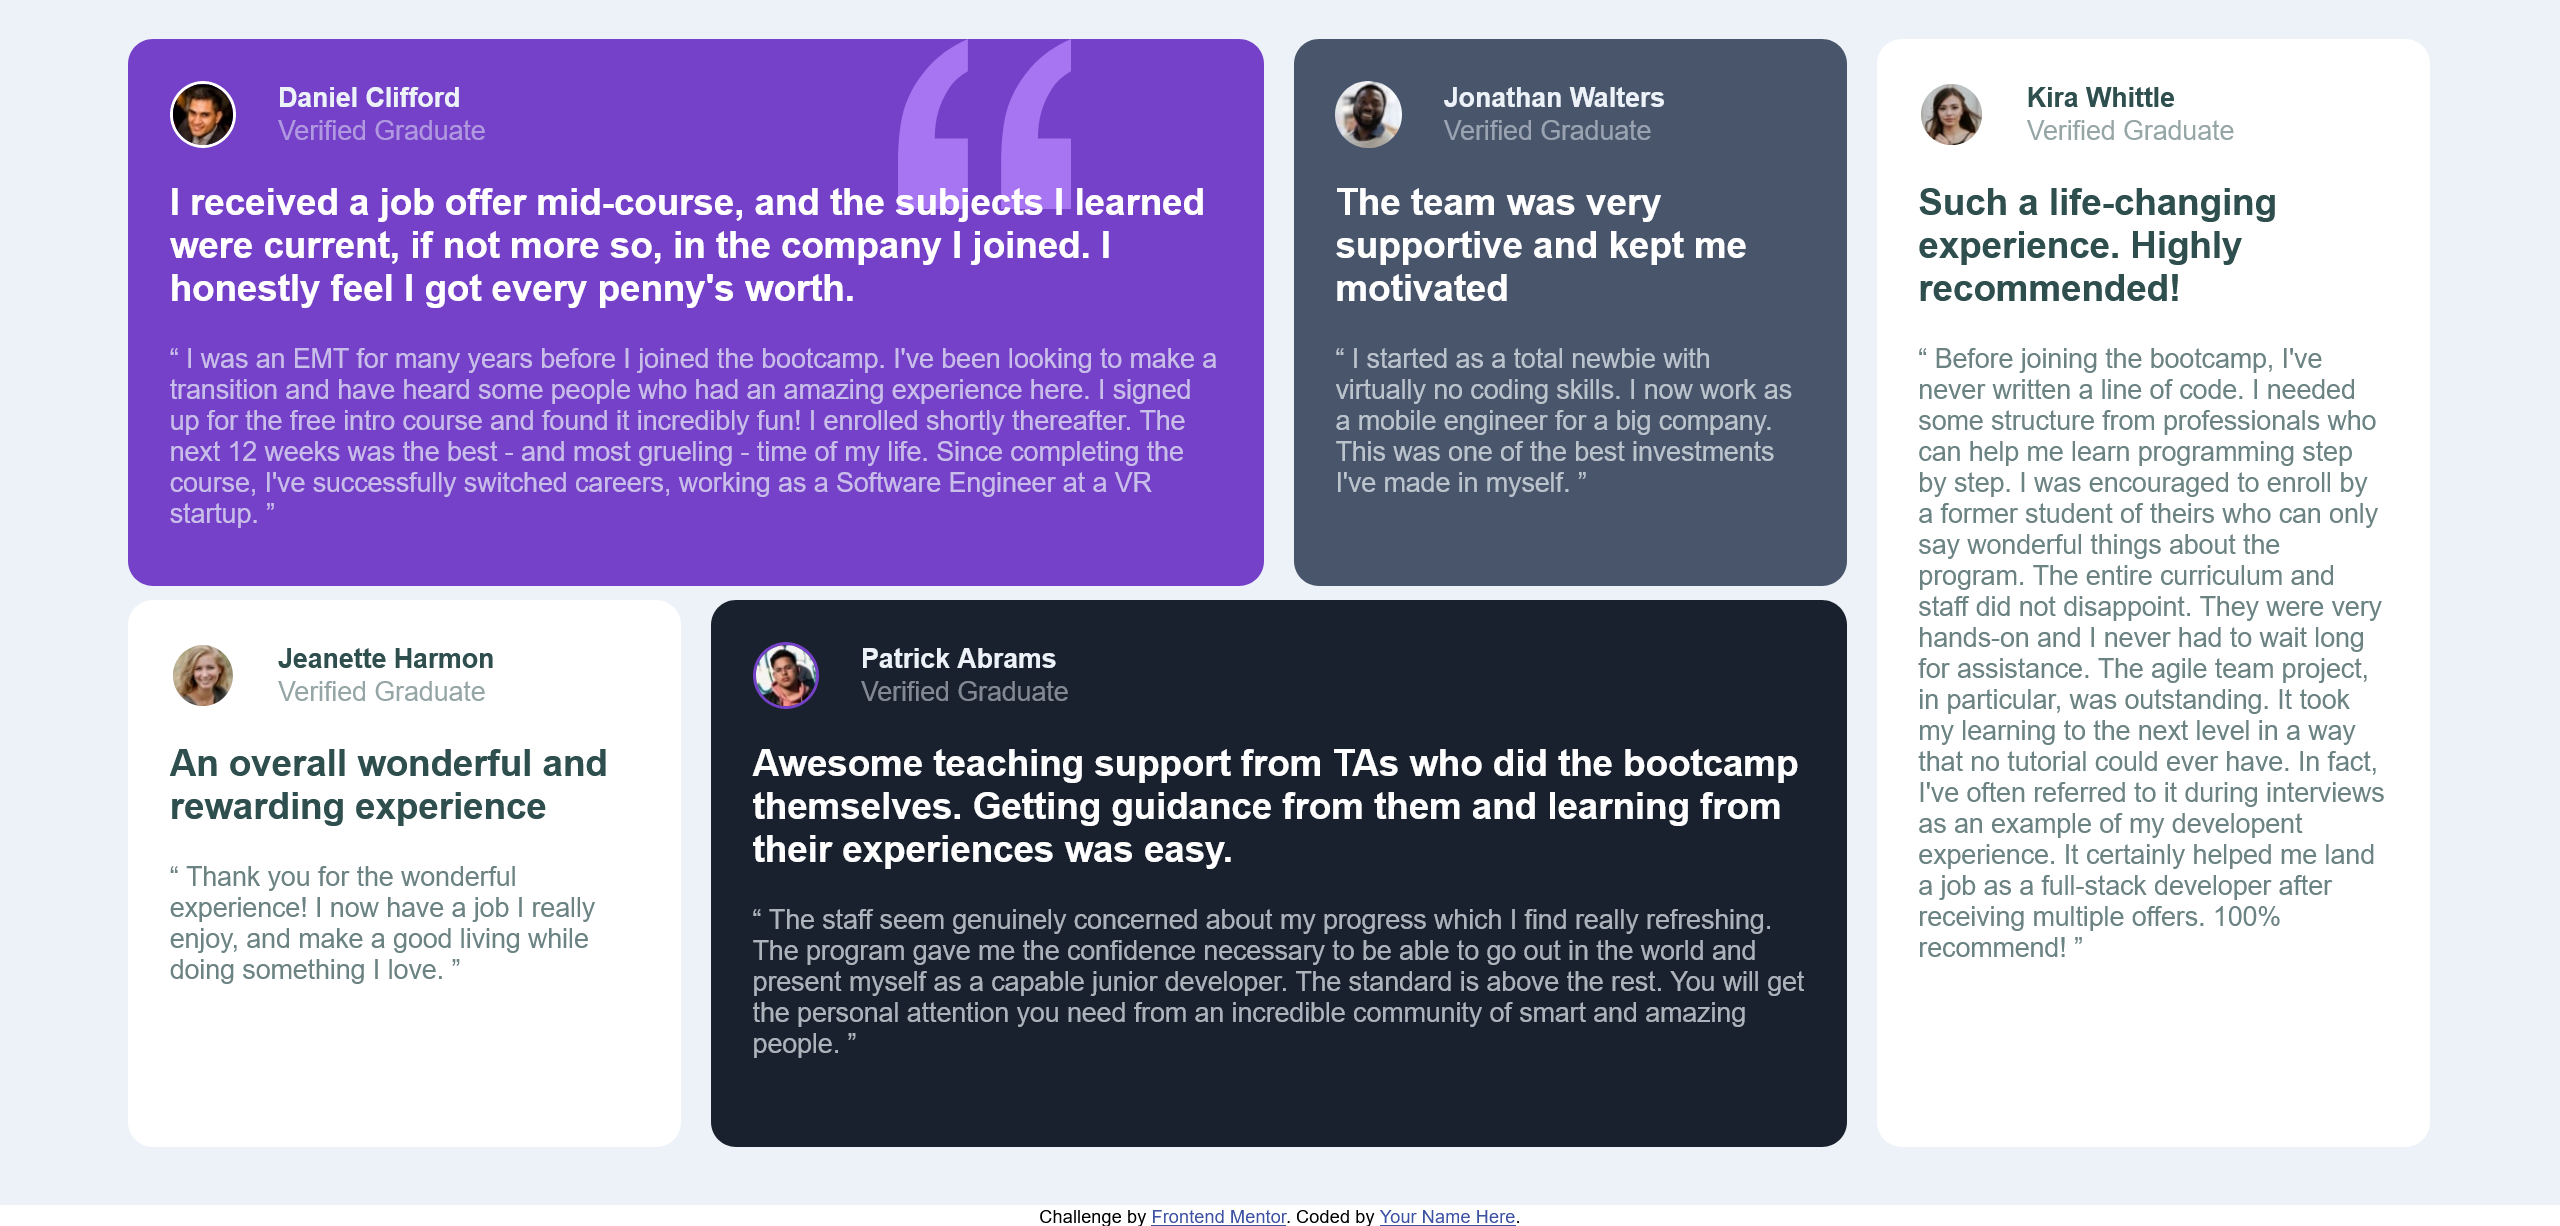 Daniel Clifford
Verified Graduate
I received a job offer mid-course, and the subjects I learned
were current, if not more so, in the company I joined. I
honestly feel I got every penny's worth.
“ I was an EMT for many years before I joined the bootcamp. I've been looking to make a
transition and have heard some people who had an amazing experience here. I signed
up for the free intro course and found it incredibly fun! I enrolled shortly thereafter. The
next 12 weeks was the best - and most grueling - time of my life. Since completing the
course, I've successfully switched careers, working as a Software Engineer at a VR
startup. ”
Jonathan Walters
Verified Graduate
The team was very
supportive and kept me
motivated
“ I started as a total newbie with
virtually no coding skills. I now work as
a mobile engineer for a big company.
This was one of the best investments
I've made in myself. ”
Kira Whittle
Verified Graduate
Such a life-changing
experience. Highly
recommended!
“ Before joining the bootcamp, I've
never written a line of code. I needed
some structure from professionals who
can help me learn programming step
by step. I was encouraged to enroll by
a former student of theirs who can only
say wonderful things about the
program. The entire curriculum and
staff did not disappoint. They were very
hands-on and I never had to wait long
for assistance. The agile team project,
in particular, was outstanding. It took
my learning to the next level in a way
that no tutorial could ever have. In fact,
I've often referred to it during interviews
as an example of my developent
experience. It certainly helped me land
a job as a full-stack developer after
receiving multiple offers. 100%
recommend! ”
Jeanette Harmon
Verified Graduate
An overall wonderful and
rewarding experience
“ Thank you for the wonderful
experience! I now have a job I really
enjoy, and make a good living while
doing something I love. ”
Patrick Abrams
Verified Graduate
Awesome teaching support from TAs who did the bootcamp
themselves. Getting guidance from them and learning from
their experiences was easy.
“ The staff seem genuinely concerned about my progress which I find really refreshing.
The program gave me the confidence necessary to be able to go out in the world and
present myself as a capable junior developer. The standard is above the rest. You will get
the personal attention you need from an incredible community of smart and amazing
people. ”
Challenge by Frontend Mentor. Coded by Your Name Here.